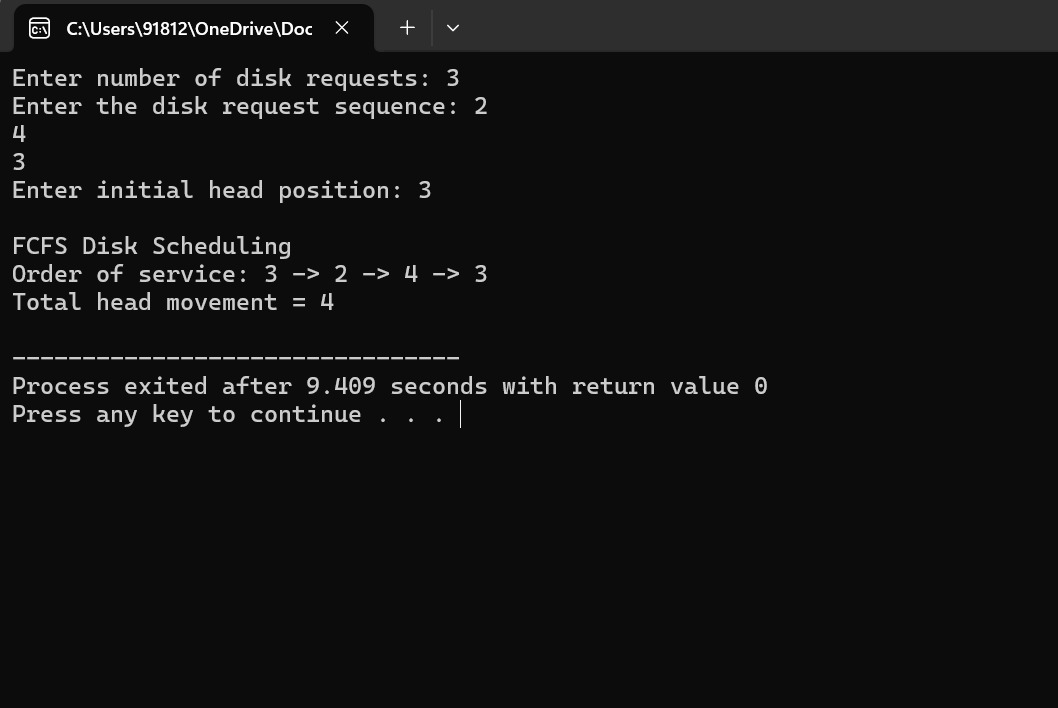 C:\Users\91812\OneDrive\Doc
Enter number of disk requests: 3
Enter the disk request sequence: 2
4
3
Enter initial head position: 3
FCFS Disk Scheduling
Order of service: 3 -> 2 -> 4 -> 3
Total head movement = 4
--------------------------------
Process exited after 9.409 seconds with return value 0
Press any key to continue . . .